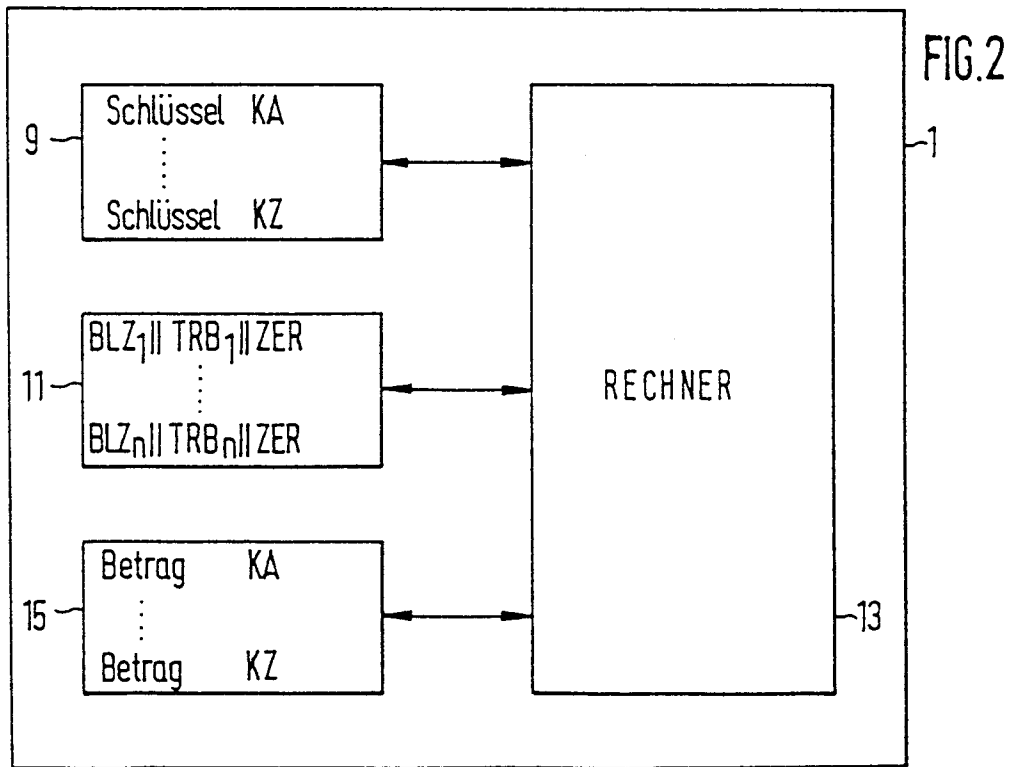 FIG.2
Schlüssel KA
9
1
Schlüssel KZ
BLZ₁|| TRB₁|| ZER
11
RECHNER
BLZₙ|| TRBₙ|| ZER
Betrag KA
15
13
Betrag KZ